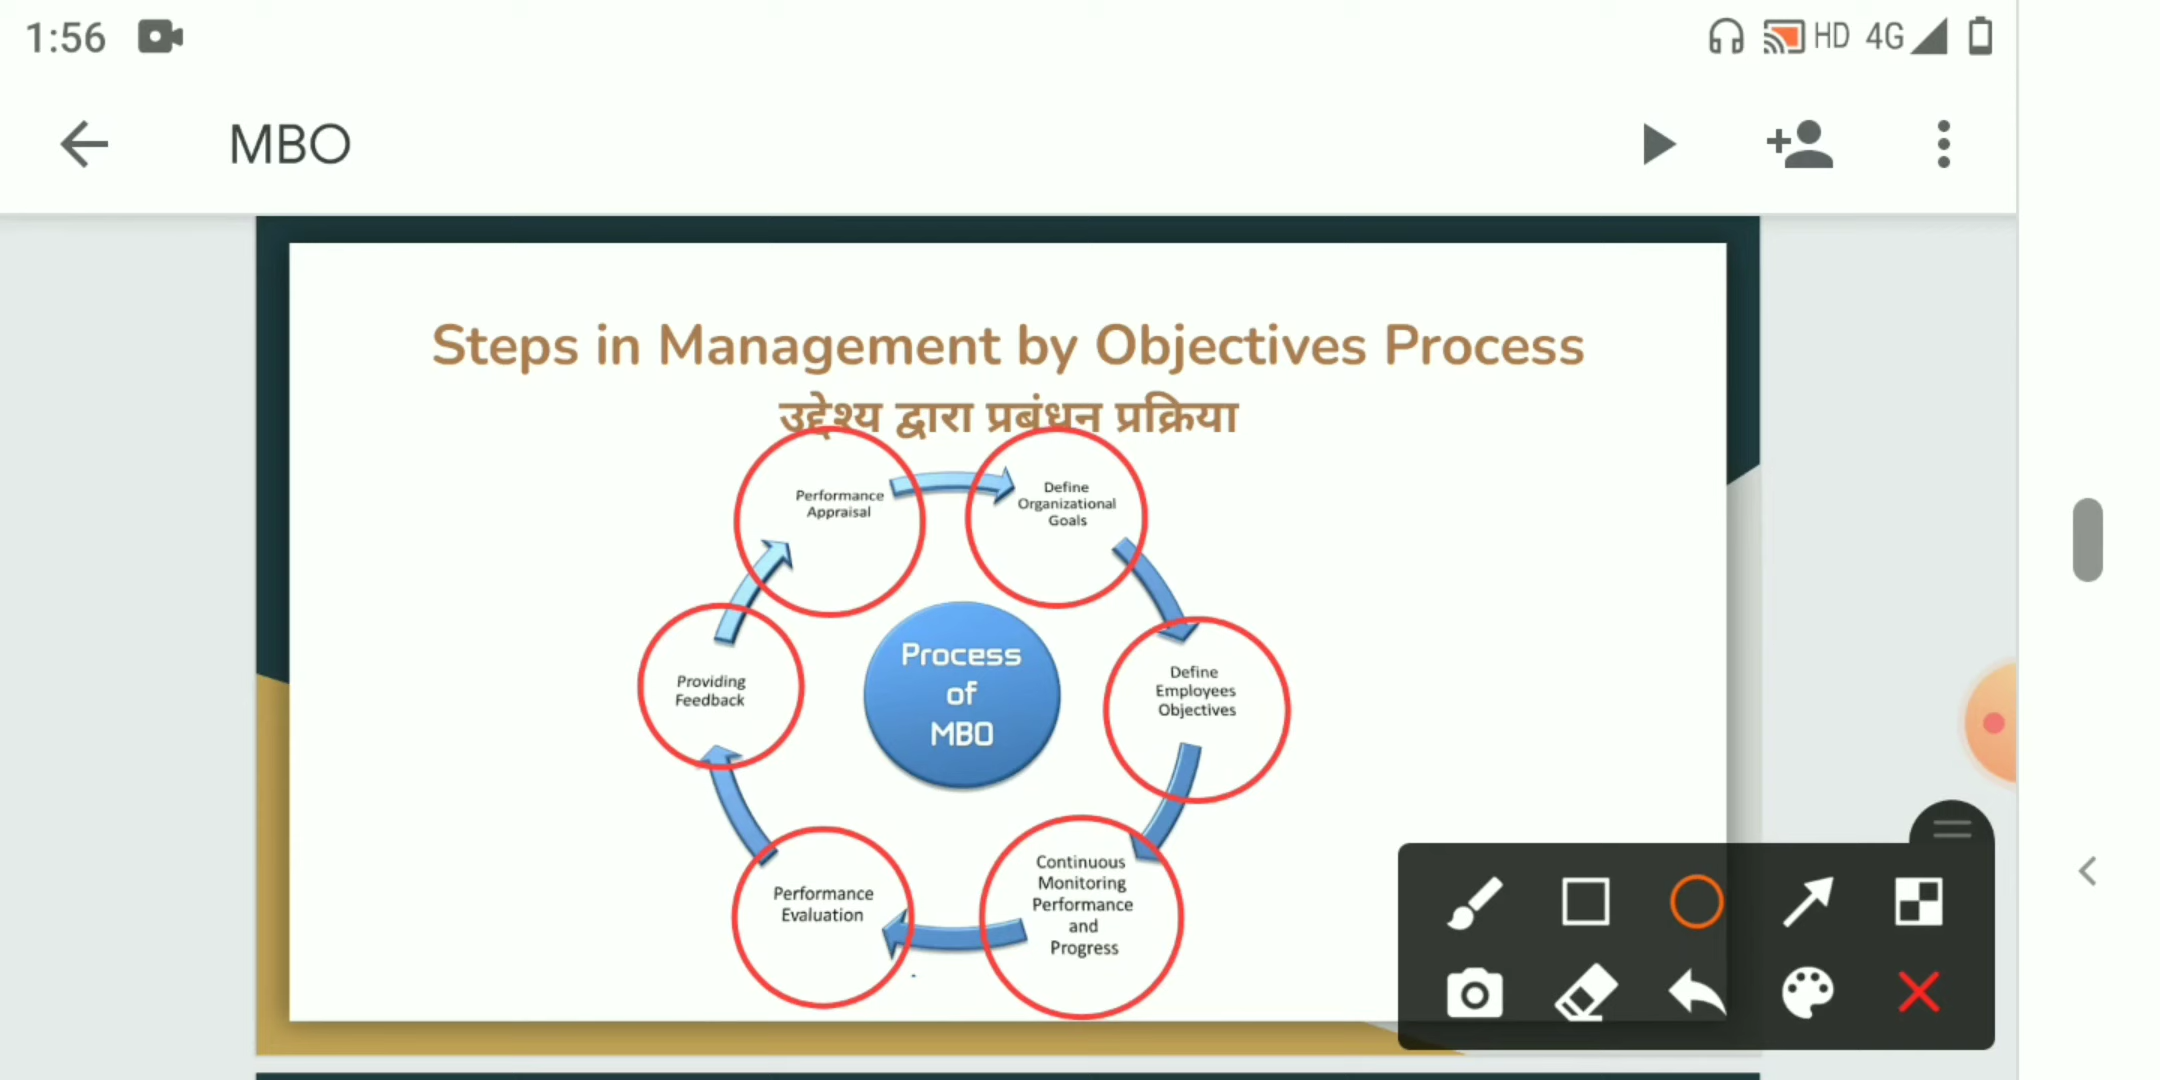 1:56
HD 4G
MBO
Steps in Management by Objectives Process
उद्देश्य द्वारा प्रबंधन प्रक्रिया
Performance
Appraisal
Define
Organizational
Goals
Define
Employees
Objectives
Continuous
Monitoring
Performance
and
Progress
Performance
Evaluation
Providing
Feedback
Process
of
MBO